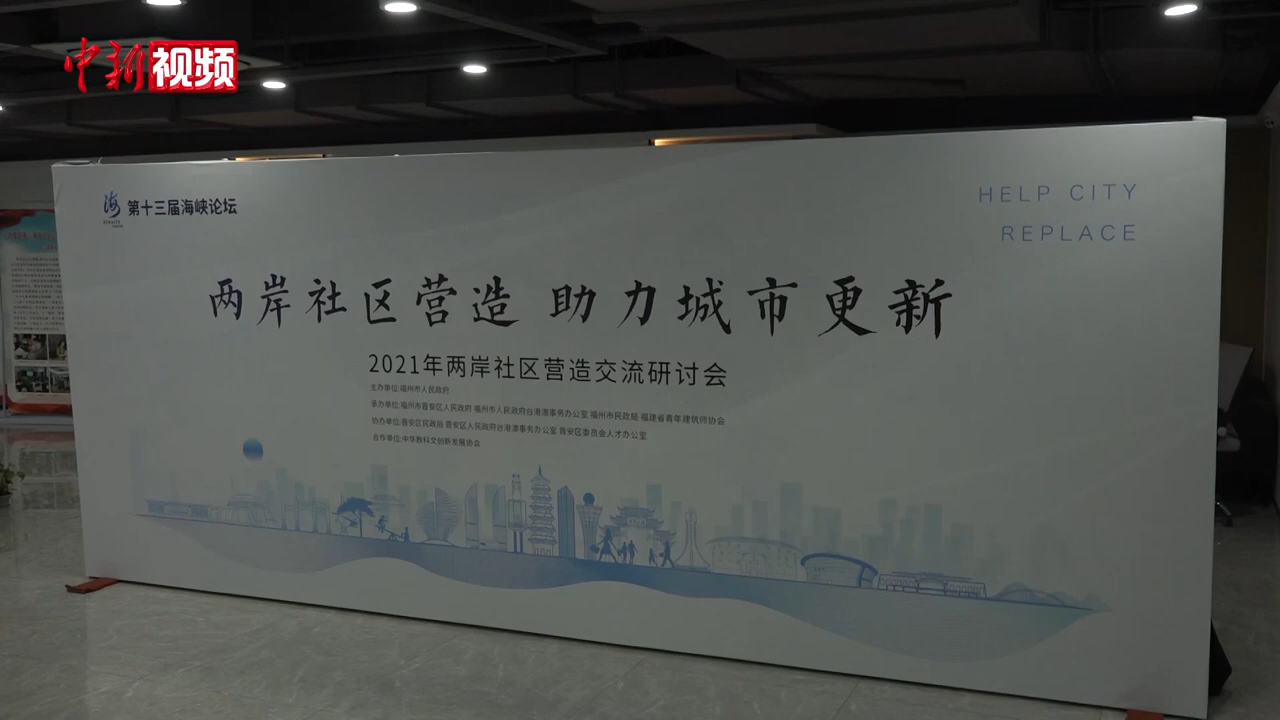 中新视频
第十三届海峡论坛
HELP CITY
REPLACE
两岸社区营造 助力城市更新
2021年两岸社区营造交流研讨会
主办单位:福州市人民政府
承办单位:福州市晋安区人民政府 福州市人民政府台港澳事务办公室 福州市民政局 福建省青年建筑师协会
协办单位:晋安区民政局 晋安区人民政府台港澳事务办公室 晋安区委员会人才办公室
合作单位:中华数科文创新发展协会